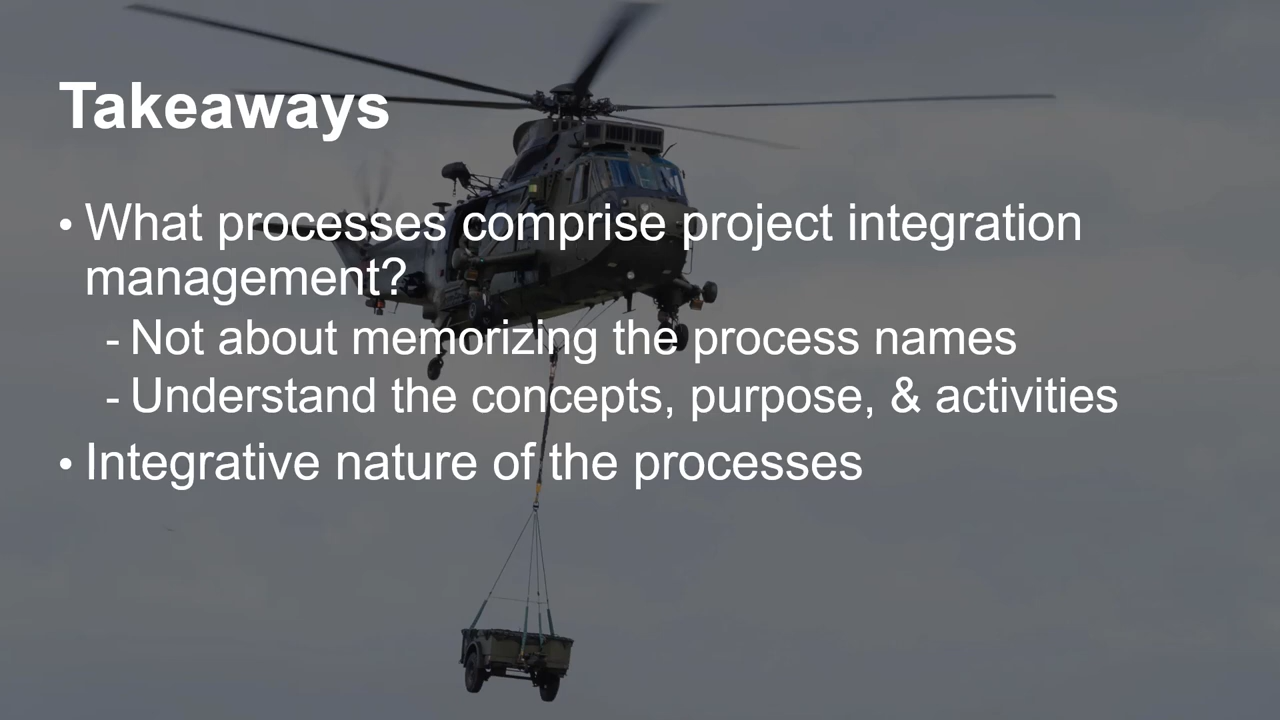 Takeaways
• What processes comprise project integration
management?
- Not about memorizing the process names
- Understand the concepts, purpose, & activities
• Integrative nature of the processes